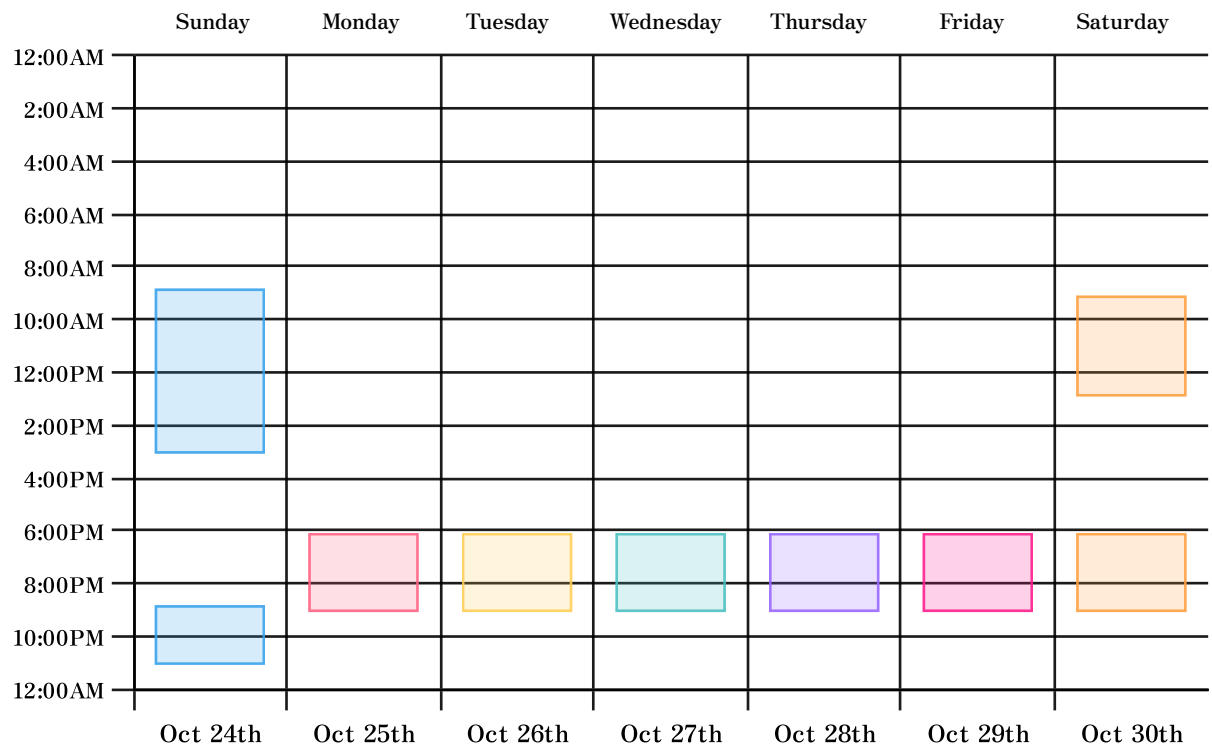 Sunday Monday Tuesday Wednesday Thursday Friday Saturday
12:00AM
2:00AM
4:00AM
6:00AM
8:00AM
10:00AM
12:00PM
2:00PM
4:00PM
6:00PM
8:00PM
10:00PM
12:00AM
Oct 24th Oct 25th Oct 26th Oct 27th Oct 28th Oct 29th Oct 30th